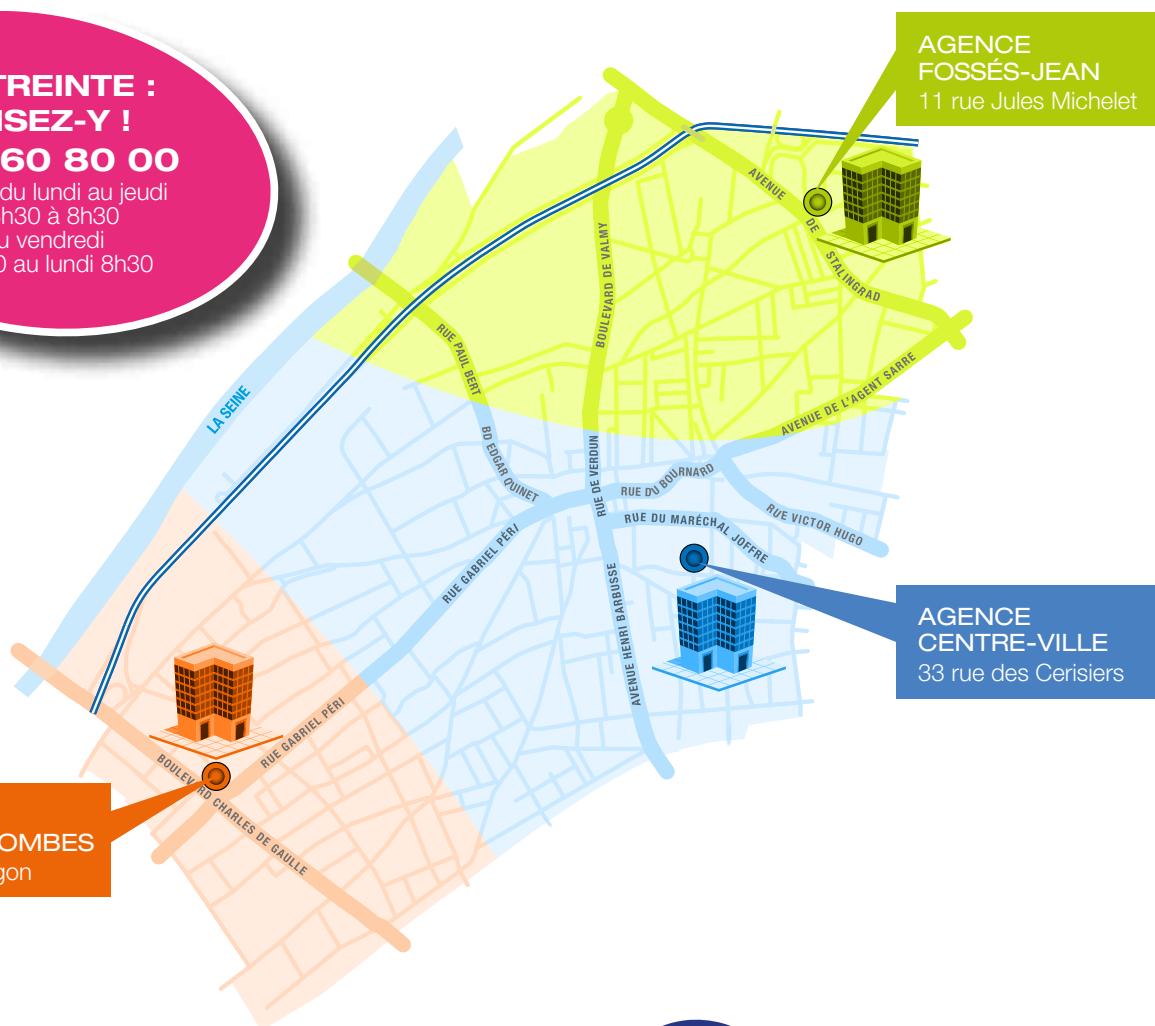 TREINTE :
SEZ-Y !
60 80 00
du lundi au jeudi
h30 à 8h30
u vendredi
0 au lundi 8h30
AGENCE
FOSSÉS-JEAN
11 rue Jules Michelet
AVENUE DE STALINGRAD
BOULEVARD DE VALMY
RUE PAUL BERT
LA SEINE
AVENUE DE L'AGENT SARRE
BD EDGAR QUINET
RUE DE VERDUN
RUE DU BOURNARD
RUE VICTOR HUGO
RUE DU MARÉCHAL JOFFRE
RUE GABRIEL PÉRI
AVENUE HENRI BARBUSSE
AGENCE
CENTRE-VILLE
33 rue des Cerisiers
RUE GABRIEL PÉRI
BOULEVARD CHARLES DE GAULLE
OMBES
gon